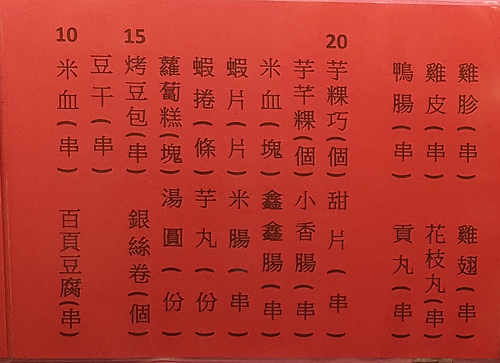 10
米血(串) 百頁豆腐(串)
豆干(串)
15
烤豆包(串) 銀絲卷(個)
蘿蔔糕(塊) 湯圓(份)
蝦捲(條) 芋丸(份)
蝦片(片) 米腸(串)
米血(塊) 鑫鑫腸(串)
芋芊粿(個) 小香腸(串)
20
芋粿巧(個) 甜片(串)
鴨腸(串) 貢丸(串)
雞皮(串) 花枝丸(串)
雞胗(串) 雞翅(串)